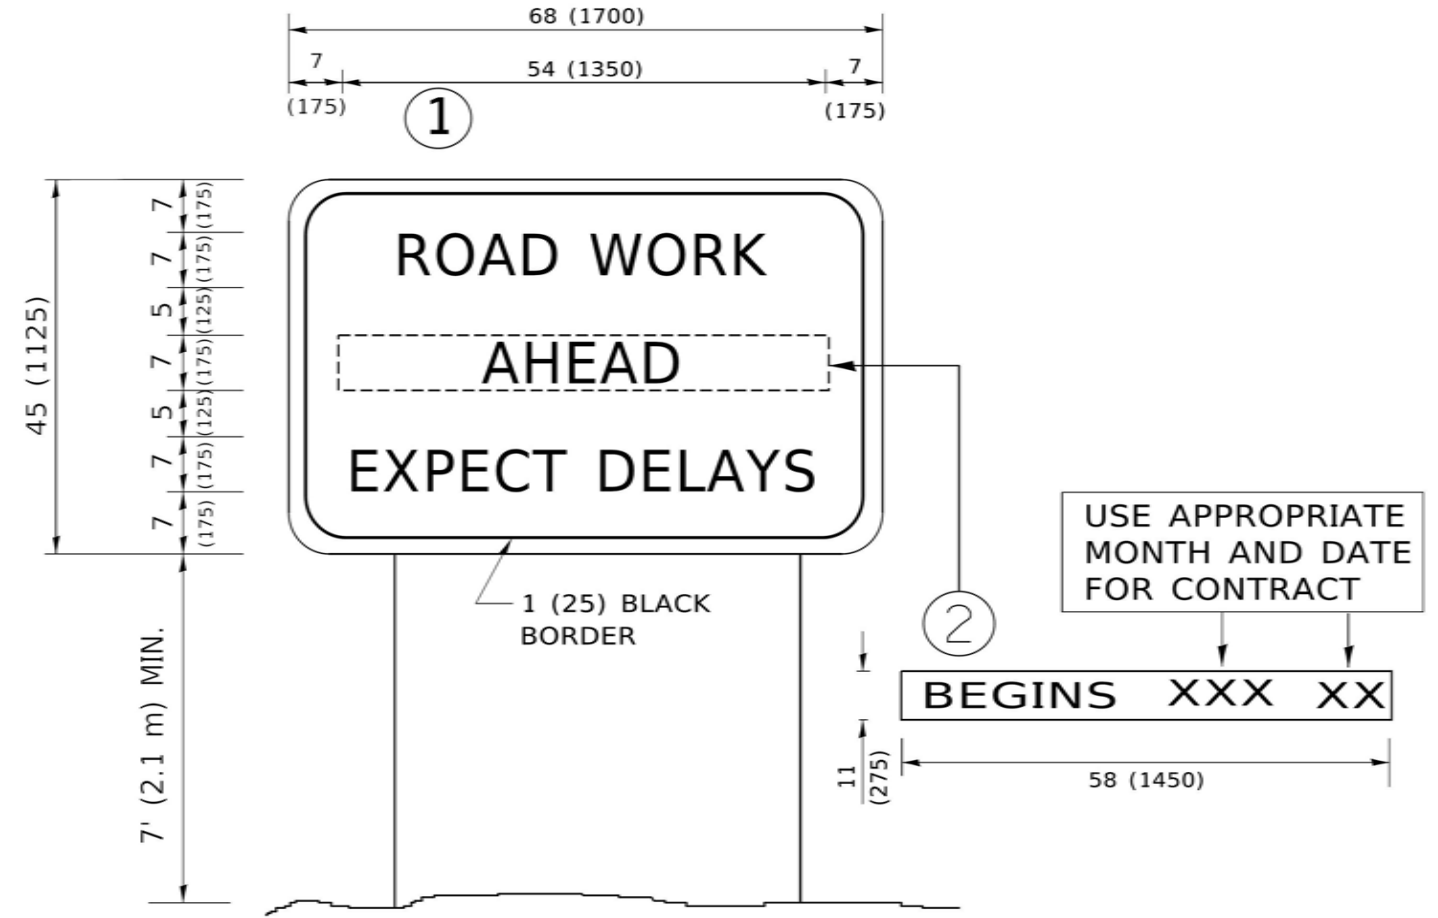 68 (1700)
7
54 (1350)
7
(175)
(175)
1
7
(175)
7
(175)
5
(125)
7
(175)
5
(125)
7
(175)
7
(175)
45 (1125)
ROAD WORK
AHEAD
EXPECT DELAYS
1 (25) BLACK
BORDER
7' (2.1 m) MIN.
2
USE APPROPRIATE
MONTH AND DATE
FOR CONTRACT
BEGINS XXX XX
11
(275)
58 (1450)